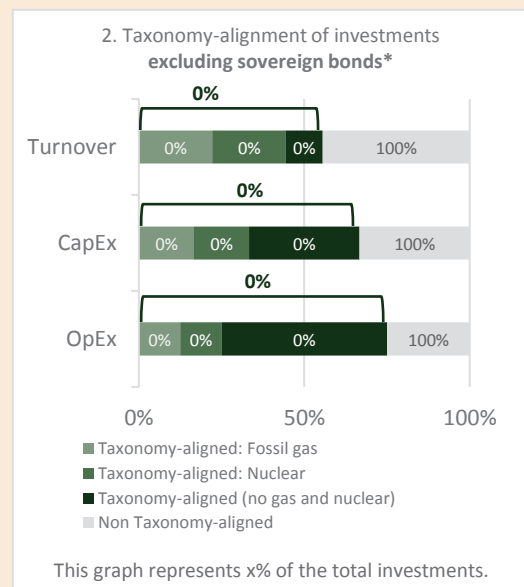 2. Taxonomy-alignment of investments
excluding sovereign bonds*
0%
Turnover
0% 0% 0% 100%
0%
CapEx
0% 0% 0% 100%
0%
OpEx
0% 0% 0% 100%
0% 50% 100%
Taxonomy-aligned: Fossil gas
Taxonomy-aligned: Nuclear
Taxonomy-aligned (no gas and nuclear)
Non Taxonomy-aligned
This graph represents x% of the total investments.